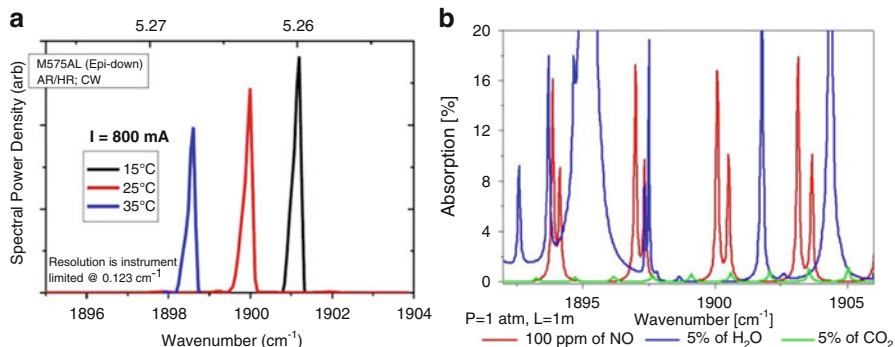 a
5.27 5.26
M575AL (Epi-down)
AR/HR; CW
I = 800 mA
15°C
25°C
35°C
Resolution is instrument
limited @ 0.123 cm⁻¹
Spectral Power Density (arb)
1896 1898 1900 1902 1904
Wavenumber (cm⁻¹)
b
20
16
12
8
4
0
Absorption [%]
1895 1900 1905
P=1 atm, L=1m Wavenumber [cm⁻¹]
100 ppm of NO 5% of H₂O 5% of CO₂